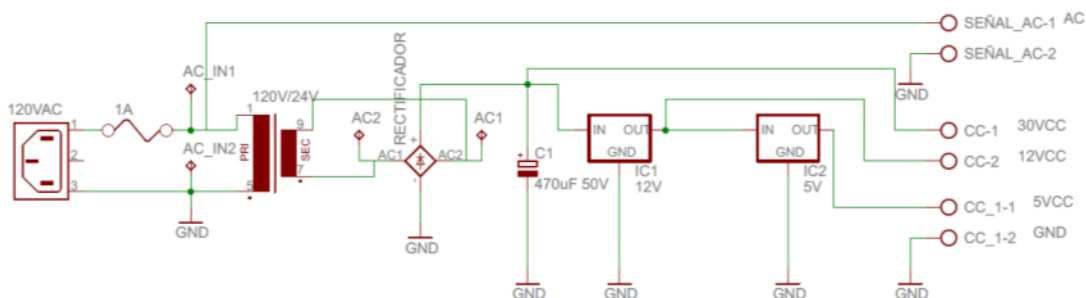 SEÑAL_AC-1 AC
SEÑAL_AC-2
GND
120VAC
1
2
3
1A
AC_IN1
AC_IN2
GND
120V/24V
1
5
PRI
SEC
9
7
AC2
AC1
RECTIFICADOR
AC1
AC2
+
-
GND
C1
470uF 50V
GND
IN OUT
GND
IC1
12V
GND
IN OUT
GND
IC2
5V
GND
CC-1 30VCC
CC-2 12VCC
CC_1-1 5VCC
CC_1-2 GND
GND